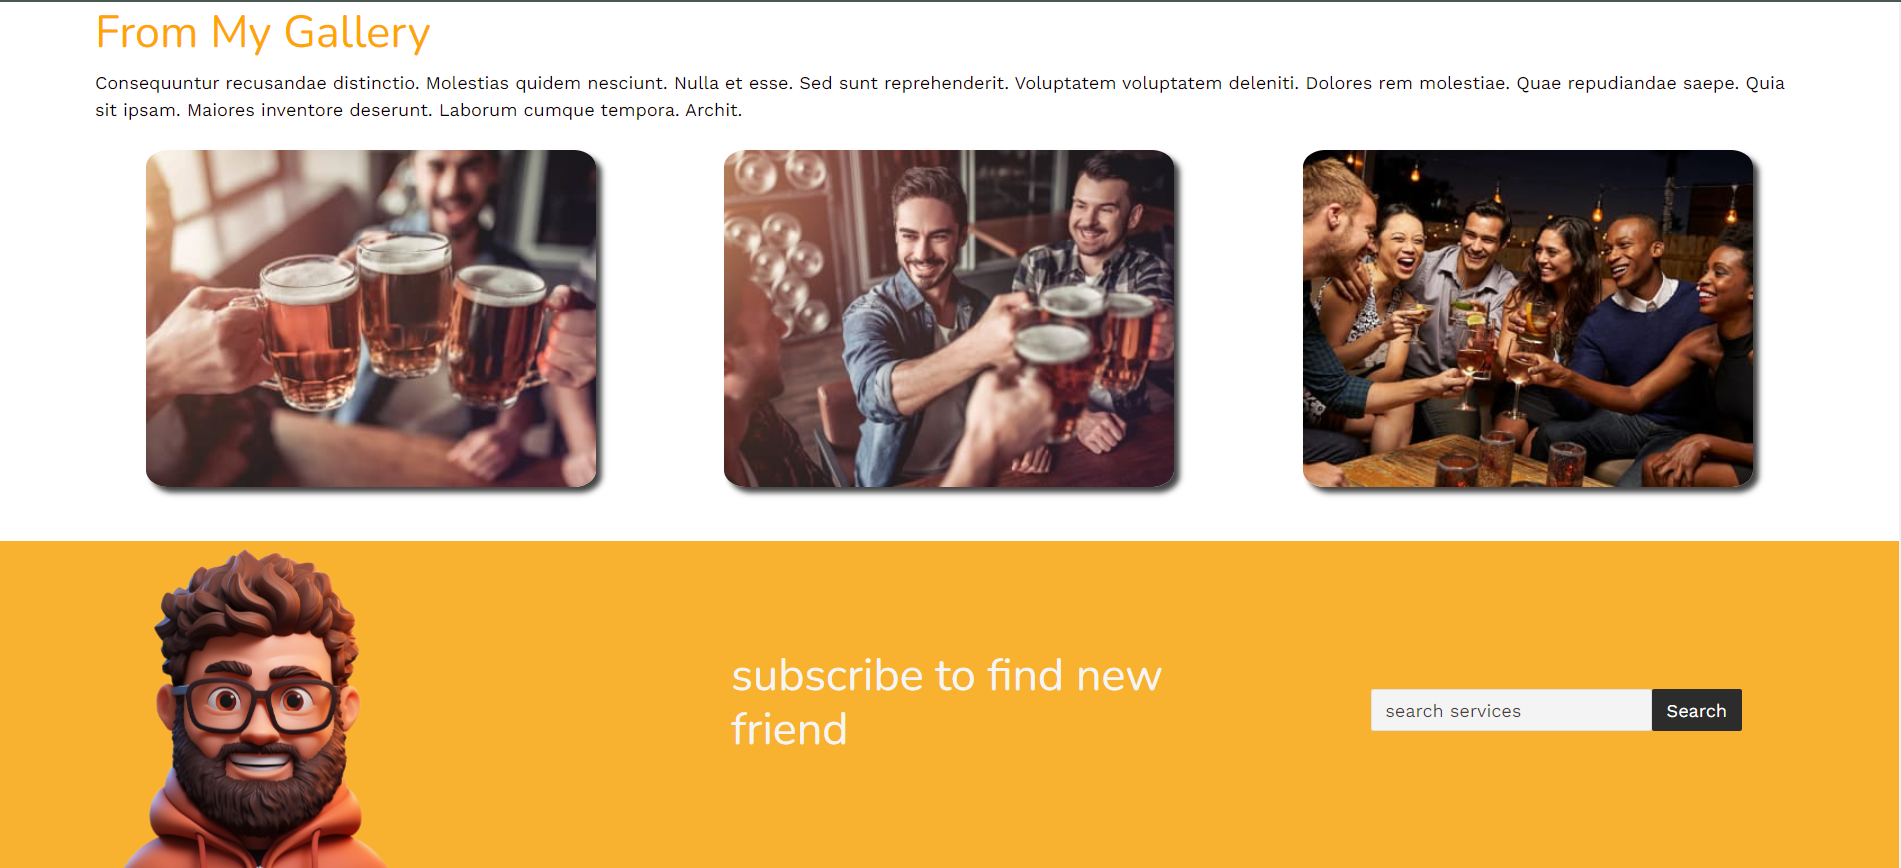 From My Gallery
Consequuntur recusandae distinctio. Molestias quidem nesciunt. Nulla et esse. Sed sunt reprehenderit. Voluptatem voluptatem deleniti. Dolores rem molestiae. Quae repudiandae saepe. Quia
sit ipsam. Maiores inventore deserunt. Laborum cumque tempora. Archit.
subscribe to find new
friend
search services
Search